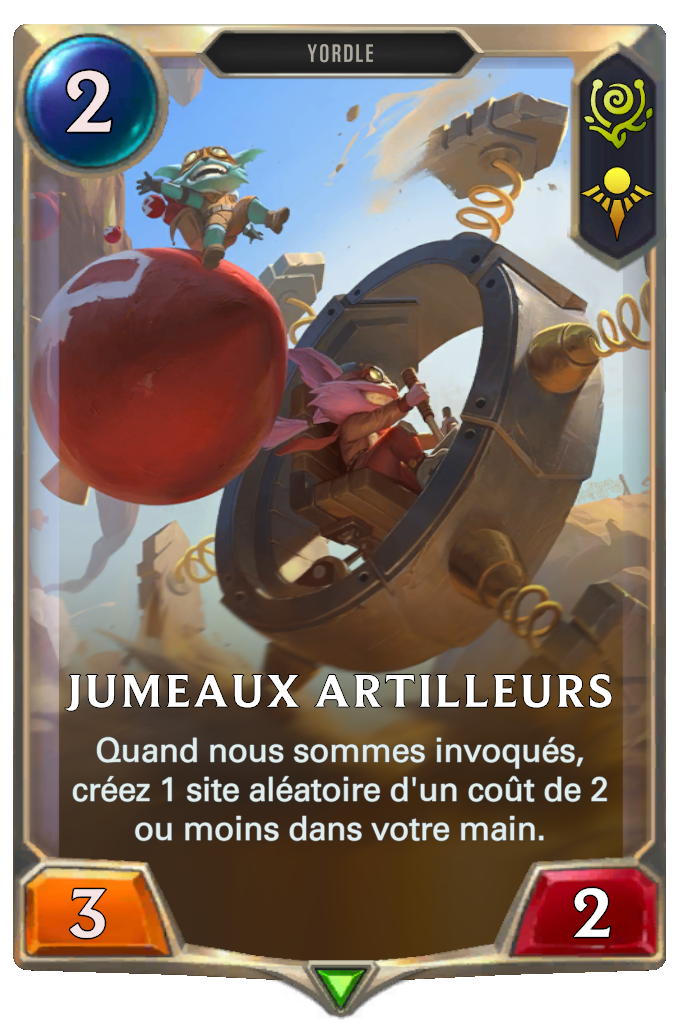 YORDLE
2
JUMEAUX ARTILLEURS
Quand nous sommes invoqués,
créez 1 site aléatoire d'un coût de 2
ou moins dans votre main.
3
2